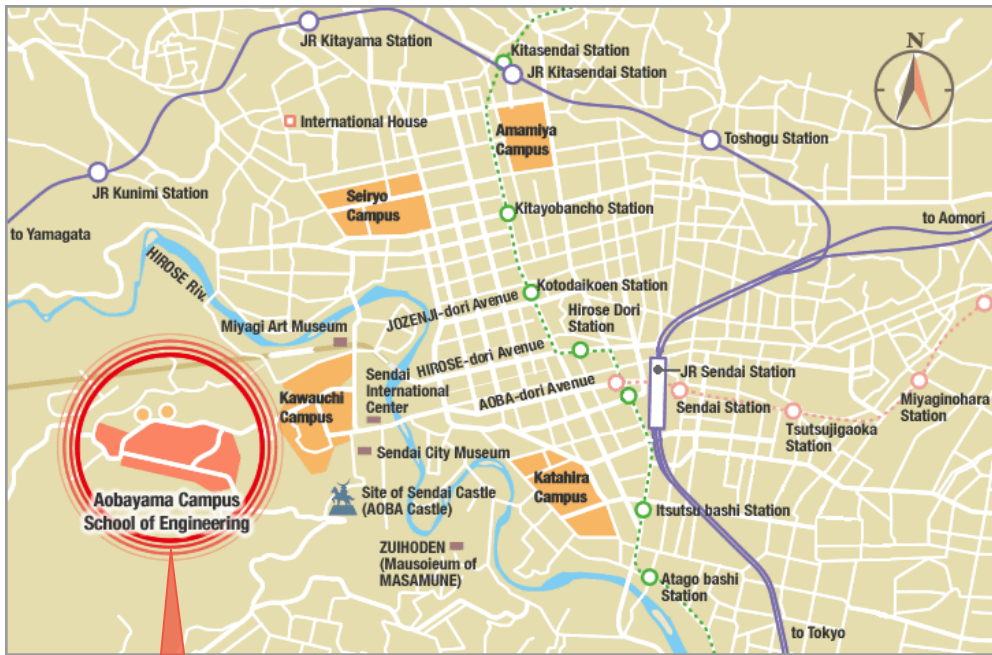 JR Kitayama Station
Kitasendai Station
JR Kitasendai Station
N
International House
Amamiya
Campus
Toshogu Station
JR Kunimi Station
Seiryo
Campus
Kitayobancho Station
to Aomori
to Yamagata
HIROSE Riv.
Kotodaikoen Station
JOZENJI-dori Avenue
Hirose Dori
Station
Miyagi Art Museum
HIROSE-dori Avenue
JR Sendai Station
Sendai
International
Center
Kawauchi
Campus
AOBA-dori Avenue
Sendai Station
Miyaginohara
Station
Tsutsujigaoka
Station
Sendai City Museum
Katahira
Campus
Aobayama Campus
School of Engineering
Site of Sendai Castle
(AOBA Castle)
Itsutsu bashi Station
ZUIHODEN
(Mausoieum of
MASAMUNE)
Atago bashi
Station
to Tokyo